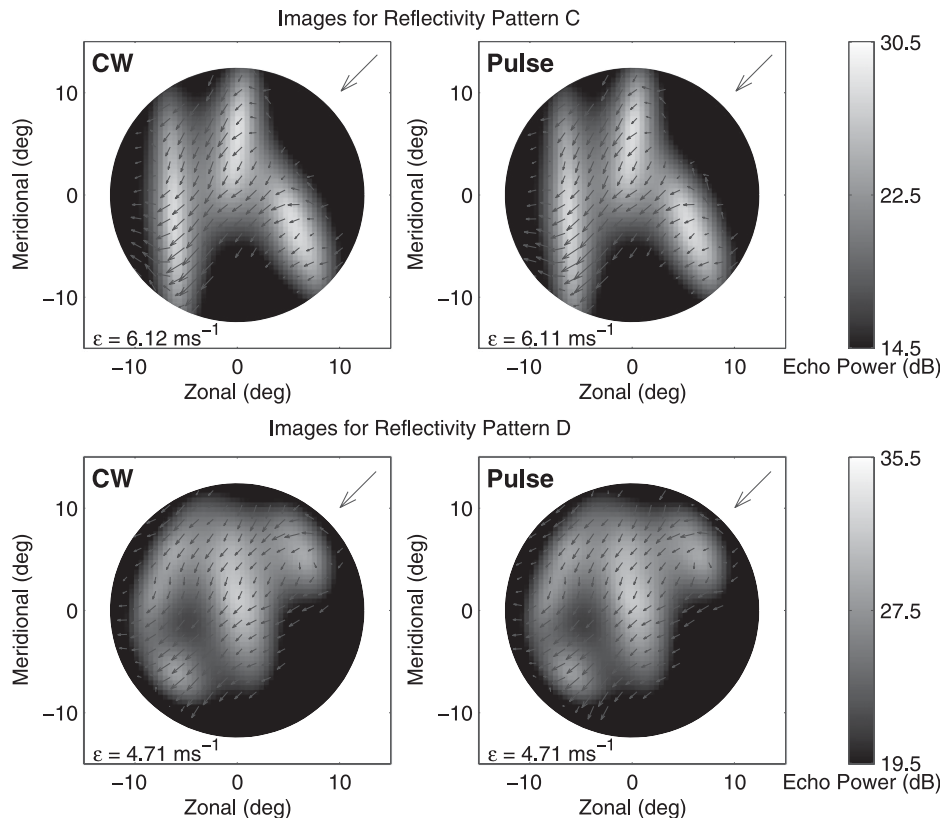 Images for Reflectivity Pattern C
CW
Pulse
Meridional (deg)
10
0
−10
ε = 6.12 ms⁻¹
−10 0 10
Zonal (deg)
Meridional (deg)
10
0
−10
ε = 6.11 ms⁻¹
−10 0 10
Zonal (deg)
30.5
22.5
14.5
Echo Power (dB)
Images for Reflectivity Pattern D
CW
Pulse
Meridional (deg)
10
0
−10
ε = 4.71 ms⁻¹
−10 0 10
Zonal (deg)
Meridional (deg)
10
0
−10
ε = 4.71 ms⁻¹
−10 0 10
Zonal (deg)
35.5
27.5
19.5
Echo Power (dB)